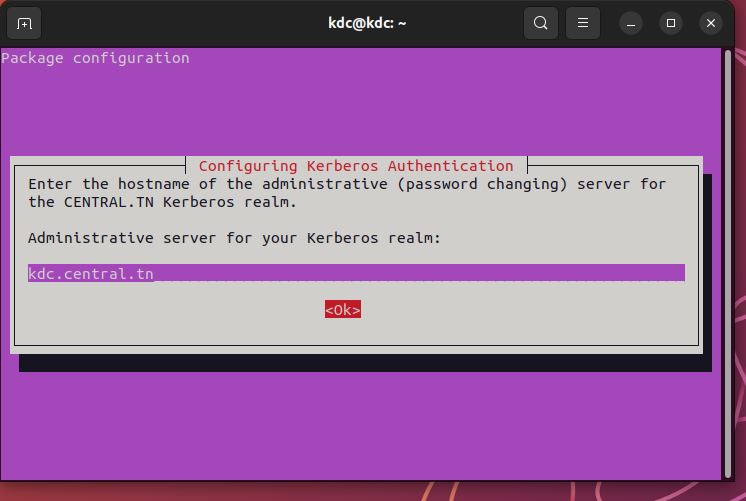 kdc@kdc: ~
Package configuration
Configuring Kerberos Authentication
Enter the hostname of the administrative (password changing) server for
the CENTRAL.TN Kerberos realm.
Administrative server for your Kerberos realm:
kdc.central.tn
<Ok>